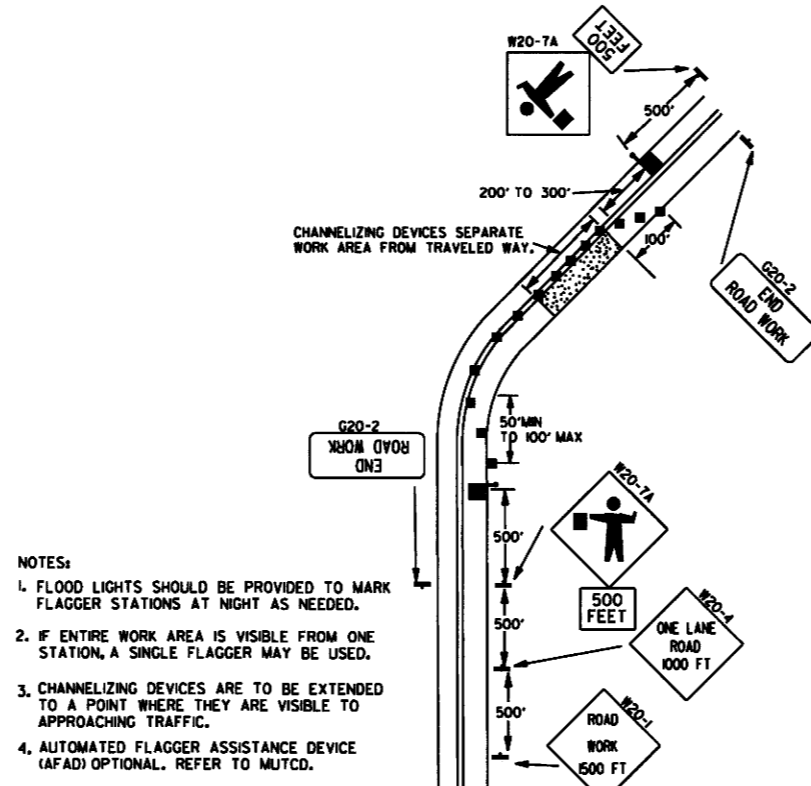 W20-7A
500
FEET
500'
200' TO 300'
CHANNELIZING DEVICES SEPARATE
WORK AREA FROM TRAVELED WAY.
100'
G20-2
END
ROAD WORK
50'MIN
TO 100' MAX
G20-2
END
ROAD WORK
W20-7A
500'
500
FEET
500'
W20-4
ONE LANE
ROAD
1000 FT
500'
W20-1
ROAD
WORK
1500 FT
NOTES:
1. FLOOD LIGHTS SHOULD BE PROVIDED TO MARK
FLAGGER STATIONS AT NIGHT AS NEEDED.
2. IF ENTIRE WORK AREA IS VISIBLE FROM ONE
STATION, A SINGLE FLAGGER MAY BE USED.
3. CHANNELIZING DEVICES ARE TO BE EXTENDED
TO A POINT WHERE THEY ARE VISIBLE TO
APPROACHING TRAFFIC.
4. AUTOMATED FLAGGER ASSISTANCE DEVICE
(AFAD) OPTIONAL. REFER TO MUTCD.